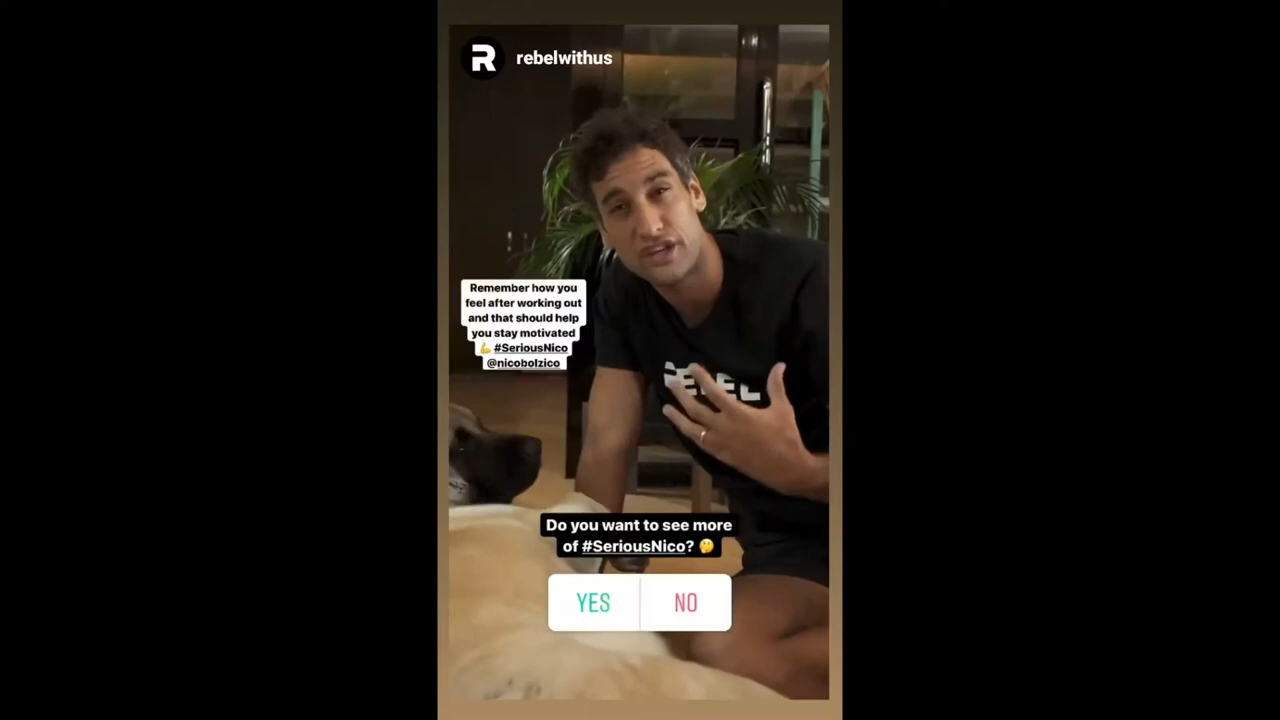 R rebelwithus
Remember how you
feel after working out
and that should help
you stay motivated
💪 #SeriousNico
@nicobolzico
REBEL
Do you want to see more
of #SeriousNico? 🤔
YES NO